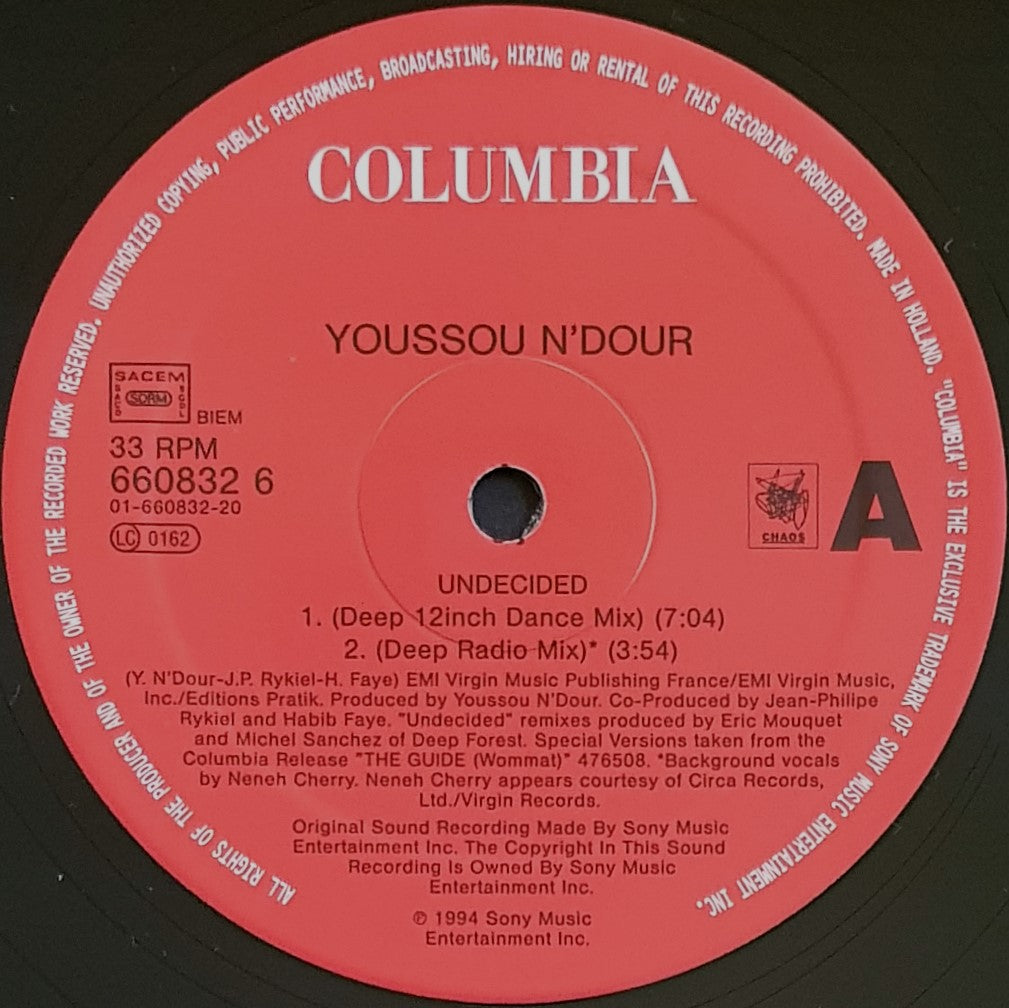 ALL RIGHTS OF THE PRODUCER AND OF THE OWNER OF THE RECORDED WORK RESERVED. UNAUTHORIZED COPYING, PUBLIC PERFORMANCE, BROADCASTING, HIRING OR RENTAL OF THIS RECORDING PROHIBITED. MADE IN HOLLAND. "COLUMBIA" IS THE EXCLUSIVE TRADEMARK OF SONY MUSIC ENTERTAINMENT INC.
COLUMBIA
YOUSSOU N'DOUR
SACEM
SACD
SDRM
SGDL
BIEM
33 RPM
660832 6
01-660832-20
LC 0162
CHAOS
A
UNDECIDED
1. (Deep 12inch Dance Mix) (7:04)
2. (Deep Radio Mix)* (3:54)
(Y. N'Dour-J.P. Rykiel-H. Faye) EMI Virgin Music Publishing France/EMI Virgin Music,
Inc./Editions Pratik. Produced by Youssou N'Dour. Co-Produced by Jean-Philipe
Rykiel and Habib Faye. "Undecided" remixes produced by Eric Mouquet
and Michel Sanchez of Deep Forest. Special Versions taken from the
Columbia Release "THE GUIDE (Wommat)" 476508. *Background vocals
by Neneh Cherry. Neneh Cherry appears courtesy of Circa Records,
Ltd./Virgin Records.
Original Sound Recording Made By Sony Music
Entertainment Inc. The Copyright In This Sound
Recording Is Owned By Sony Music
Entertainment Inc.
℗ 1994 Sony Music
Entertainment Inc.